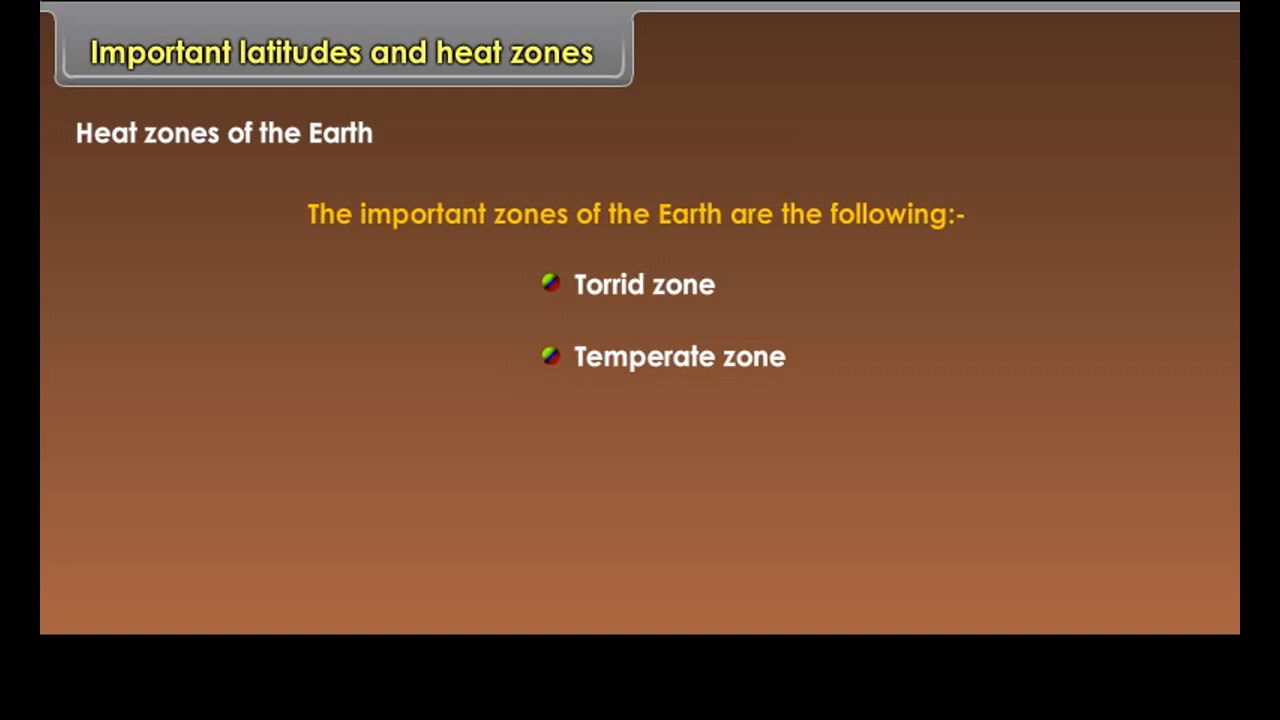 Important latitudes and heat zones
Heat zones of the Earth
The important zones of the Earth are the following:-
Torrid zone
Temperate zone